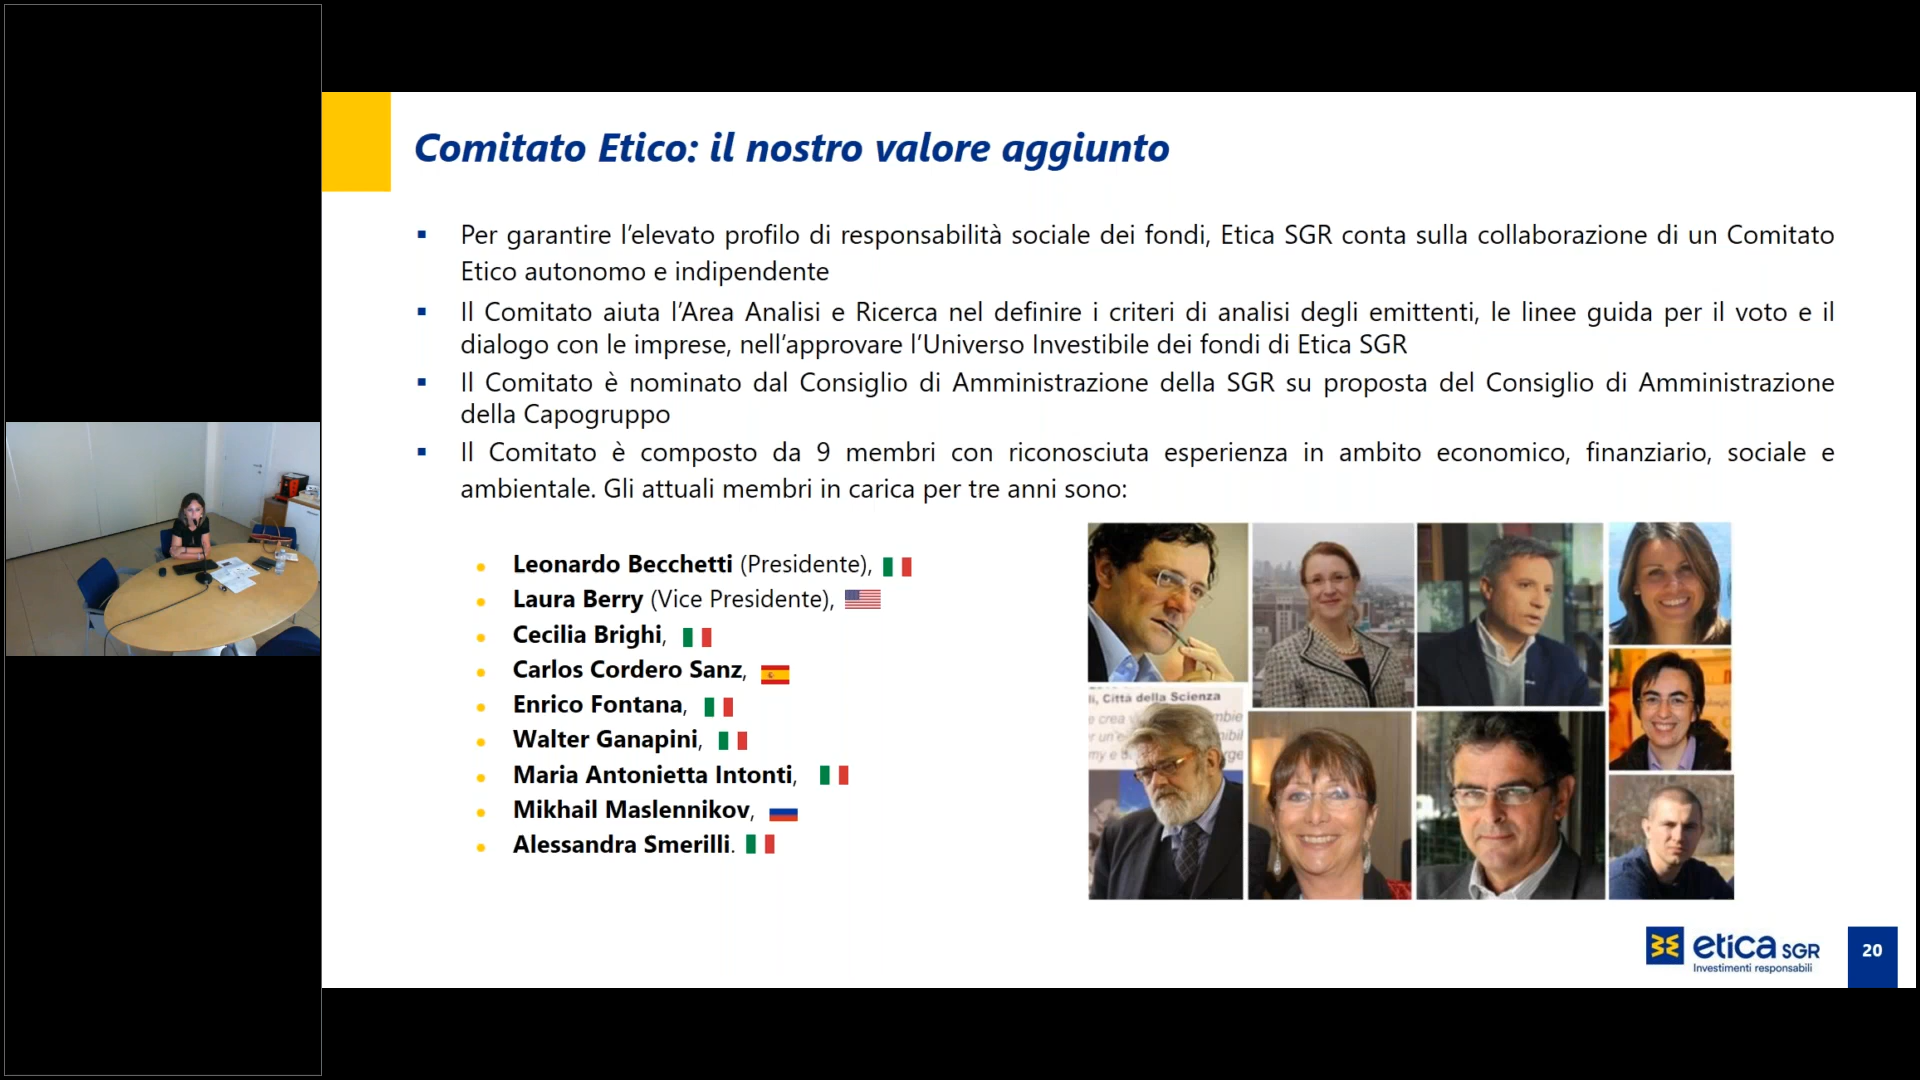 Comitato Etico: il nostro valore aggiunto
Per garantire l’elevato profilo di responsabilità sociale dei fondi, Etica SGR conta sulla collaborazione di un Comitato
Etico autonomo e indipendente
Il Comitato aiuta l’Area Analisi e Ricerca nel definire i criteri di analisi degli emittenti, le linee guida per il voto e il
dialogo con le imprese, nell’approvare l’Universo Investibile dei fondi di Etica SGR
Il Comitato è nominato dal Consiglio di Amministrazione della SGR su proposta del Consiglio di Amministrazione
della Capogruppo
Il Comitato è composto da 9 membri con riconosciuta esperienza in ambito economico, finanziario, sociale e
ambientale. Gli attuali membri in carica per tre anni sono:
Leonardo Becchetti (Presidente),
Laura Berry (Vice Presidente),
Cecilia Brighi,
Carlos Cordero Sanz,
Enrico Fontana,
Walter Ganapini,
Maria Antonietta Intonti,
Mikhail Maslennikov,
Alessandra Smerilli.
i, Città della Scienza
e crea
etica SGR
Investimenti responsabili
20